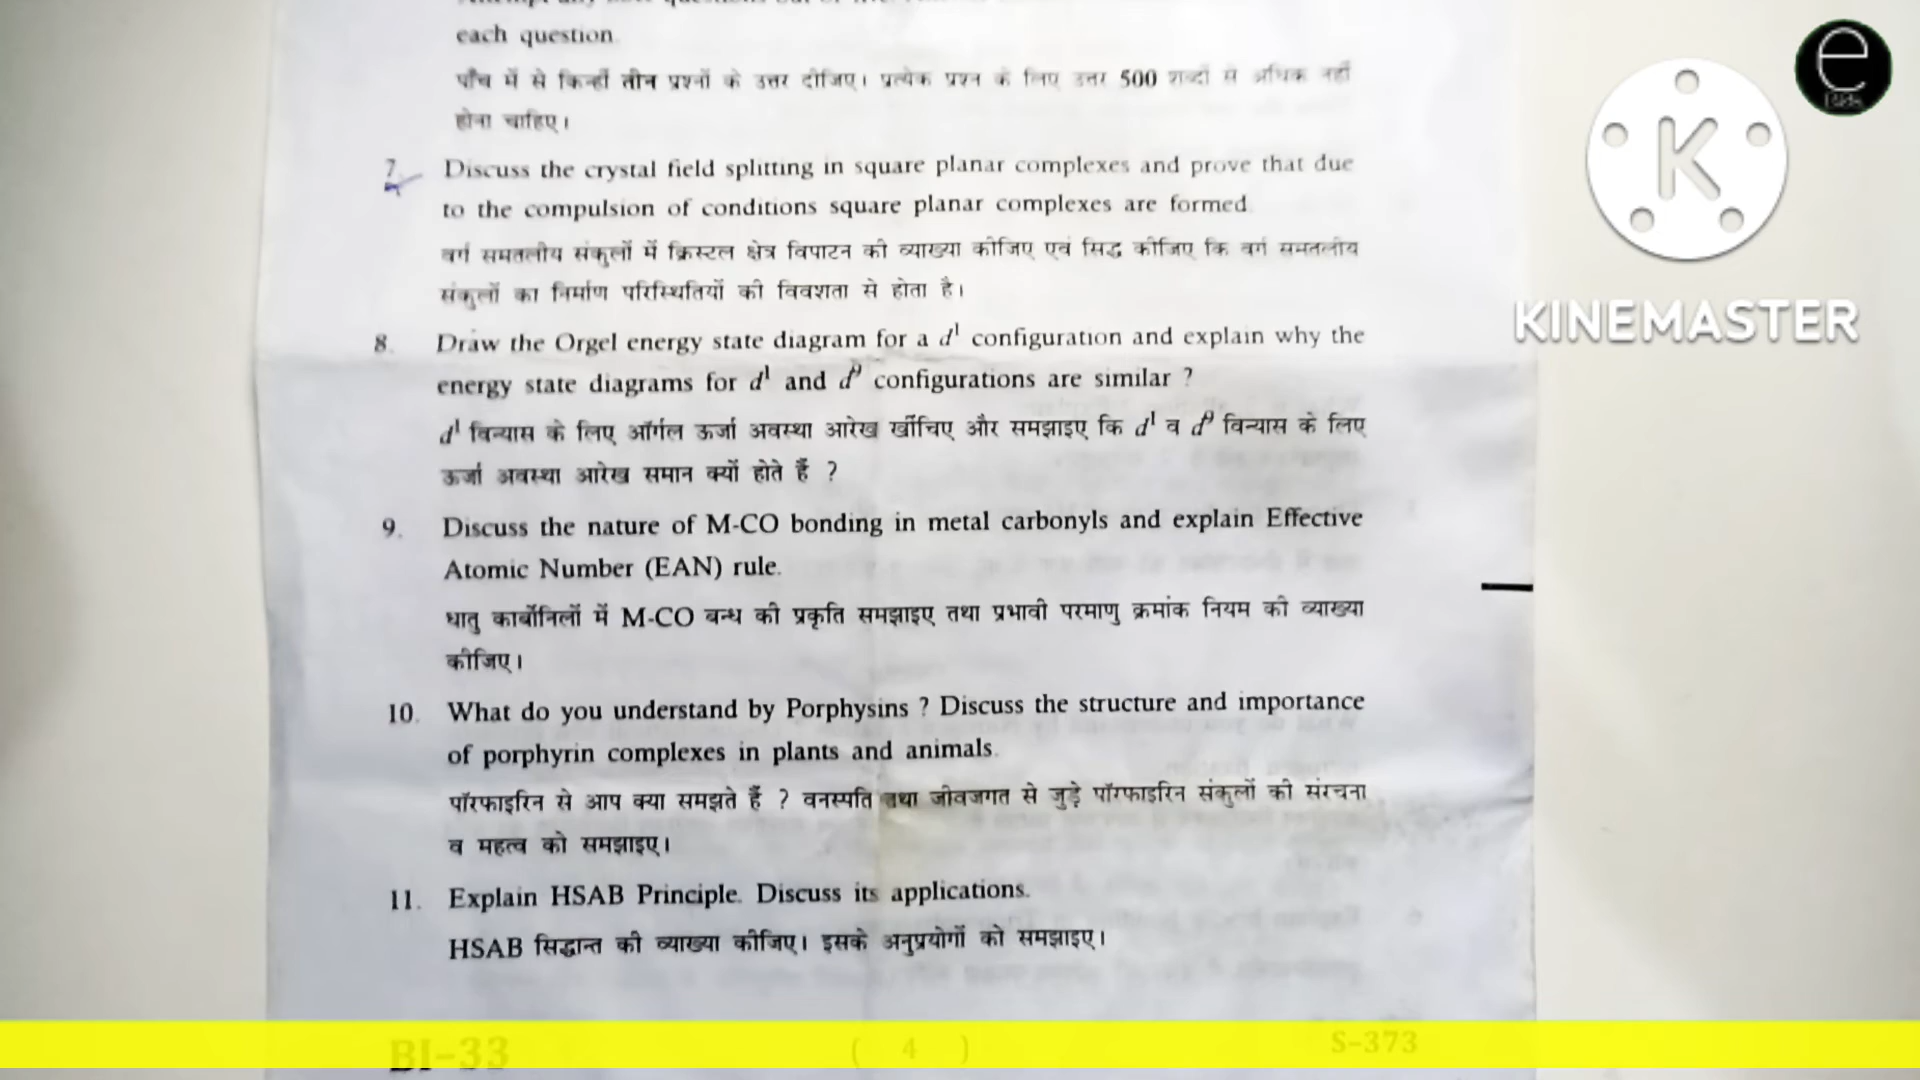 each question.
पाँच में से किन्हीं तीन प्रश्नों के उत्तर दीजिए। प्रत्येक प्रश्न के लिए उत्तर 500 शब्दों से अधिक नहीं
होना चाहिए।
7. Discuss the crystal field splitting in square planar complexes and prove that due
to the compulsion of conditions square planar complexes are formed.
वर्ग समतलीय संकुलों में क्रिस्टल क्षेत्र विपाटन की व्याख्या कीजिए एवं सिद्ध कीजिए कि वर्ग समतलीय
संकुलों का निर्माण परिस्थितियों की विवशता से होता है।
8. Draw the Orgel energy state diagram for a d¹ configuration and explain why the
energy state diagrams for d¹ and d⁹ configurations are similar ?
d¹ विन्यास के लिए ऑर्गल ऊर्जा अवस्था आरेख खींचिए और समझाइए कि d¹ व d⁹ विन्यास के लिए
ऊर्जा अवस्था आरेख समान क्यों होते हैं ?
9. Discuss the nature of M-CO bonding in metal carbonyls and explain Effective
Atomic Number (EAN) rule.
धातु कार्बोनिलों में M-CO बन्ध की प्रकृति समझाइए तथा प्रभावी परमाणु क्रमांक नियम की व्याख्या
कीजिए।
10. What do you understand by Porphysins ? Discuss the structure and importance
of porphyrin complexes in plants and animals.
पॉरफाइरिन से आप क्या समझते हैं ? वनस्पति तथा जीवजगत से जुड़े पॉरफाइरिन संकुलों की संरचना
व महत्व को समझाइए।
11. Explain HSAB Principle. Discuss its applications.
HSAB सिद्धान्त की व्याख्या कीजिए। इसके अनुप्रयोगों को समझाइए।
BI-33 ( 4 ) S-373
e
K
KINEMASTER